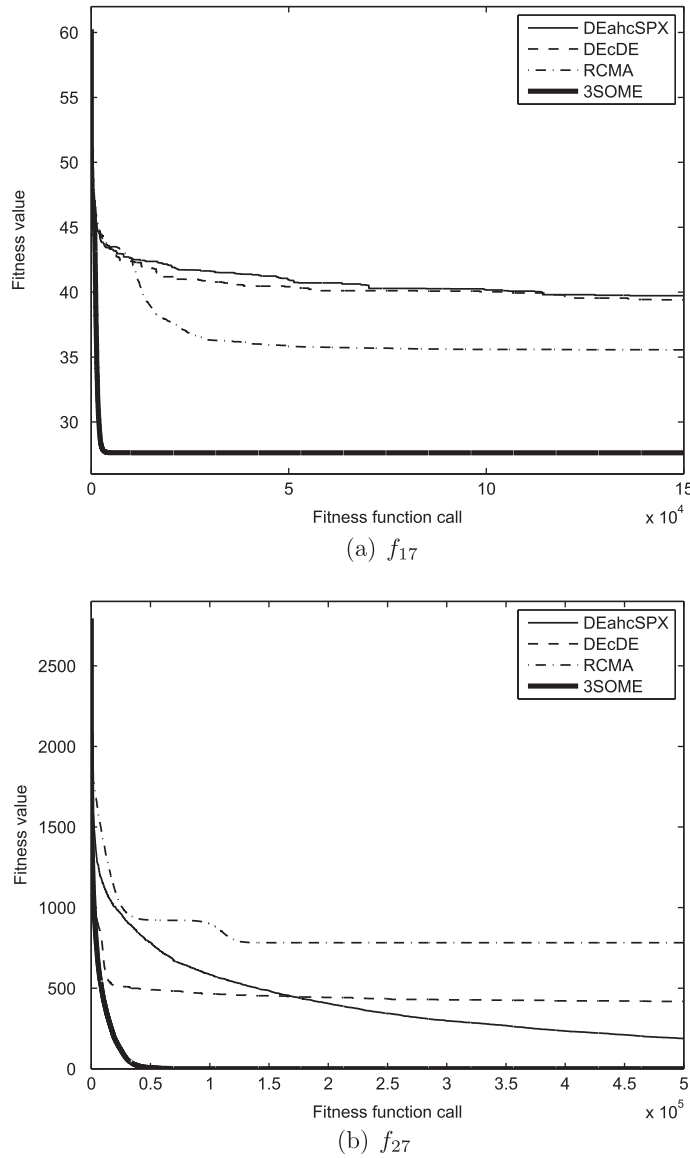 60
55
50
45
40
35
30
Fitness value
DEahcSPX
DEcDE
RCMA
3SOME
0 5 10 15
Fitness function call
x 10^4
(a) f_17
2500
2000
1500
1000
500
0
Fitness value
DEahcSPX
DEcDE
RCMA
3SOME
0 0.5 1 1.5 2 2.5 3 3.5 4 4.5 5
Fitness function call
x 10^5
(b) f_27